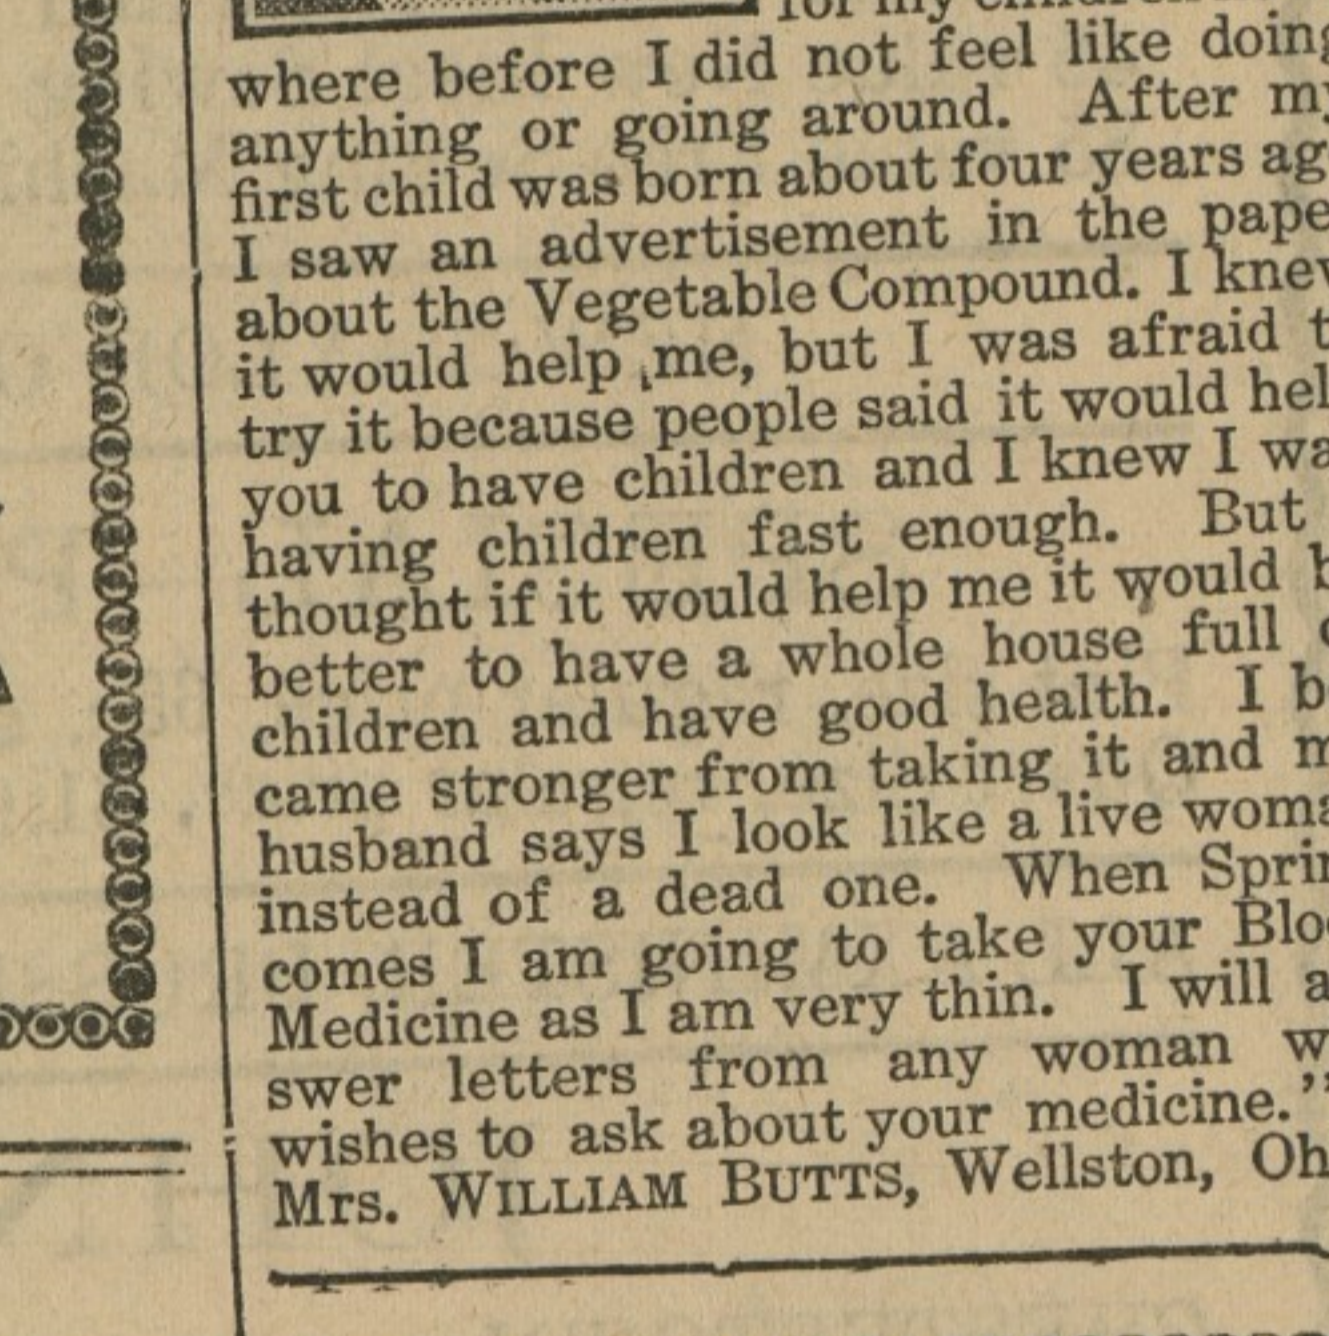 for my children
where before I did not feel like doing
anything or going around. After my
first child was born about four years ag
I saw an advertisement in the pape
about the Vegetable Compound. I knew
it would help me, but I was afraid t
try it because people said it would hel
you to have children and I knew I wa
having children fast enough. But
thought if it would help me it would b
better to have a whole house full o
children and have good health. I be
came stronger from taking it and m
husband says I look like a live woma
instead of a dead one. When Sprin
comes I am going to take your Bloo
Medicine as I am very thin. I will a
swer letters from any woman w
wishes to ask about your medicine."
Mrs. WILLIAM BUTTS, Wellston, Oh